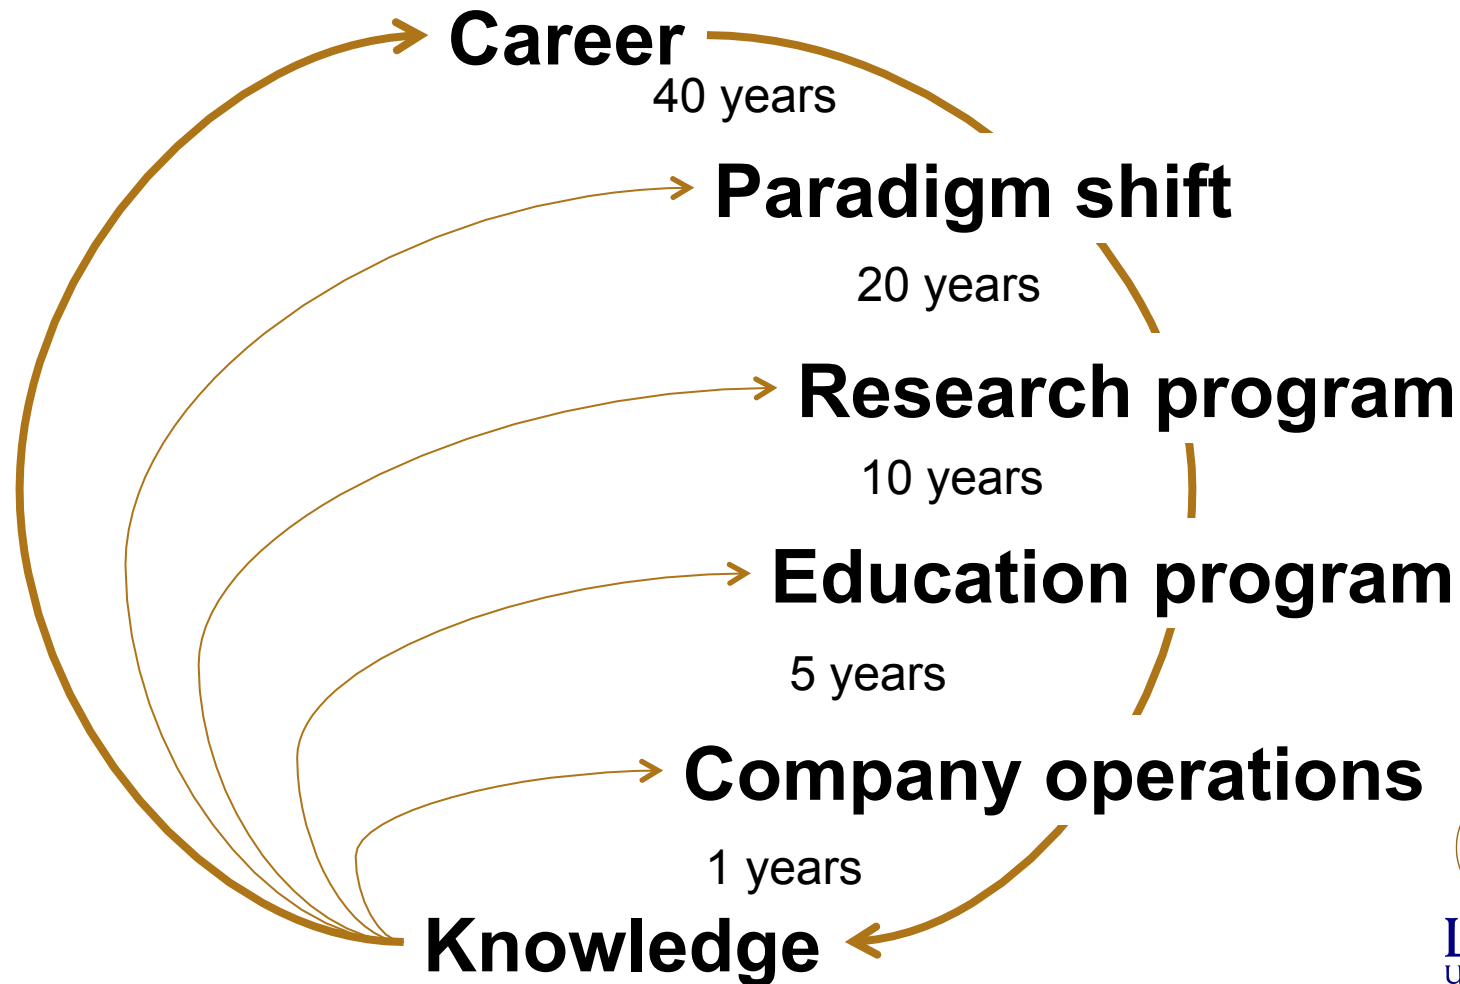 Career
40 years
Paradigm shift
20 years
Research program
10 years
Education program
5 years
Company operations
1 years
Knowledge